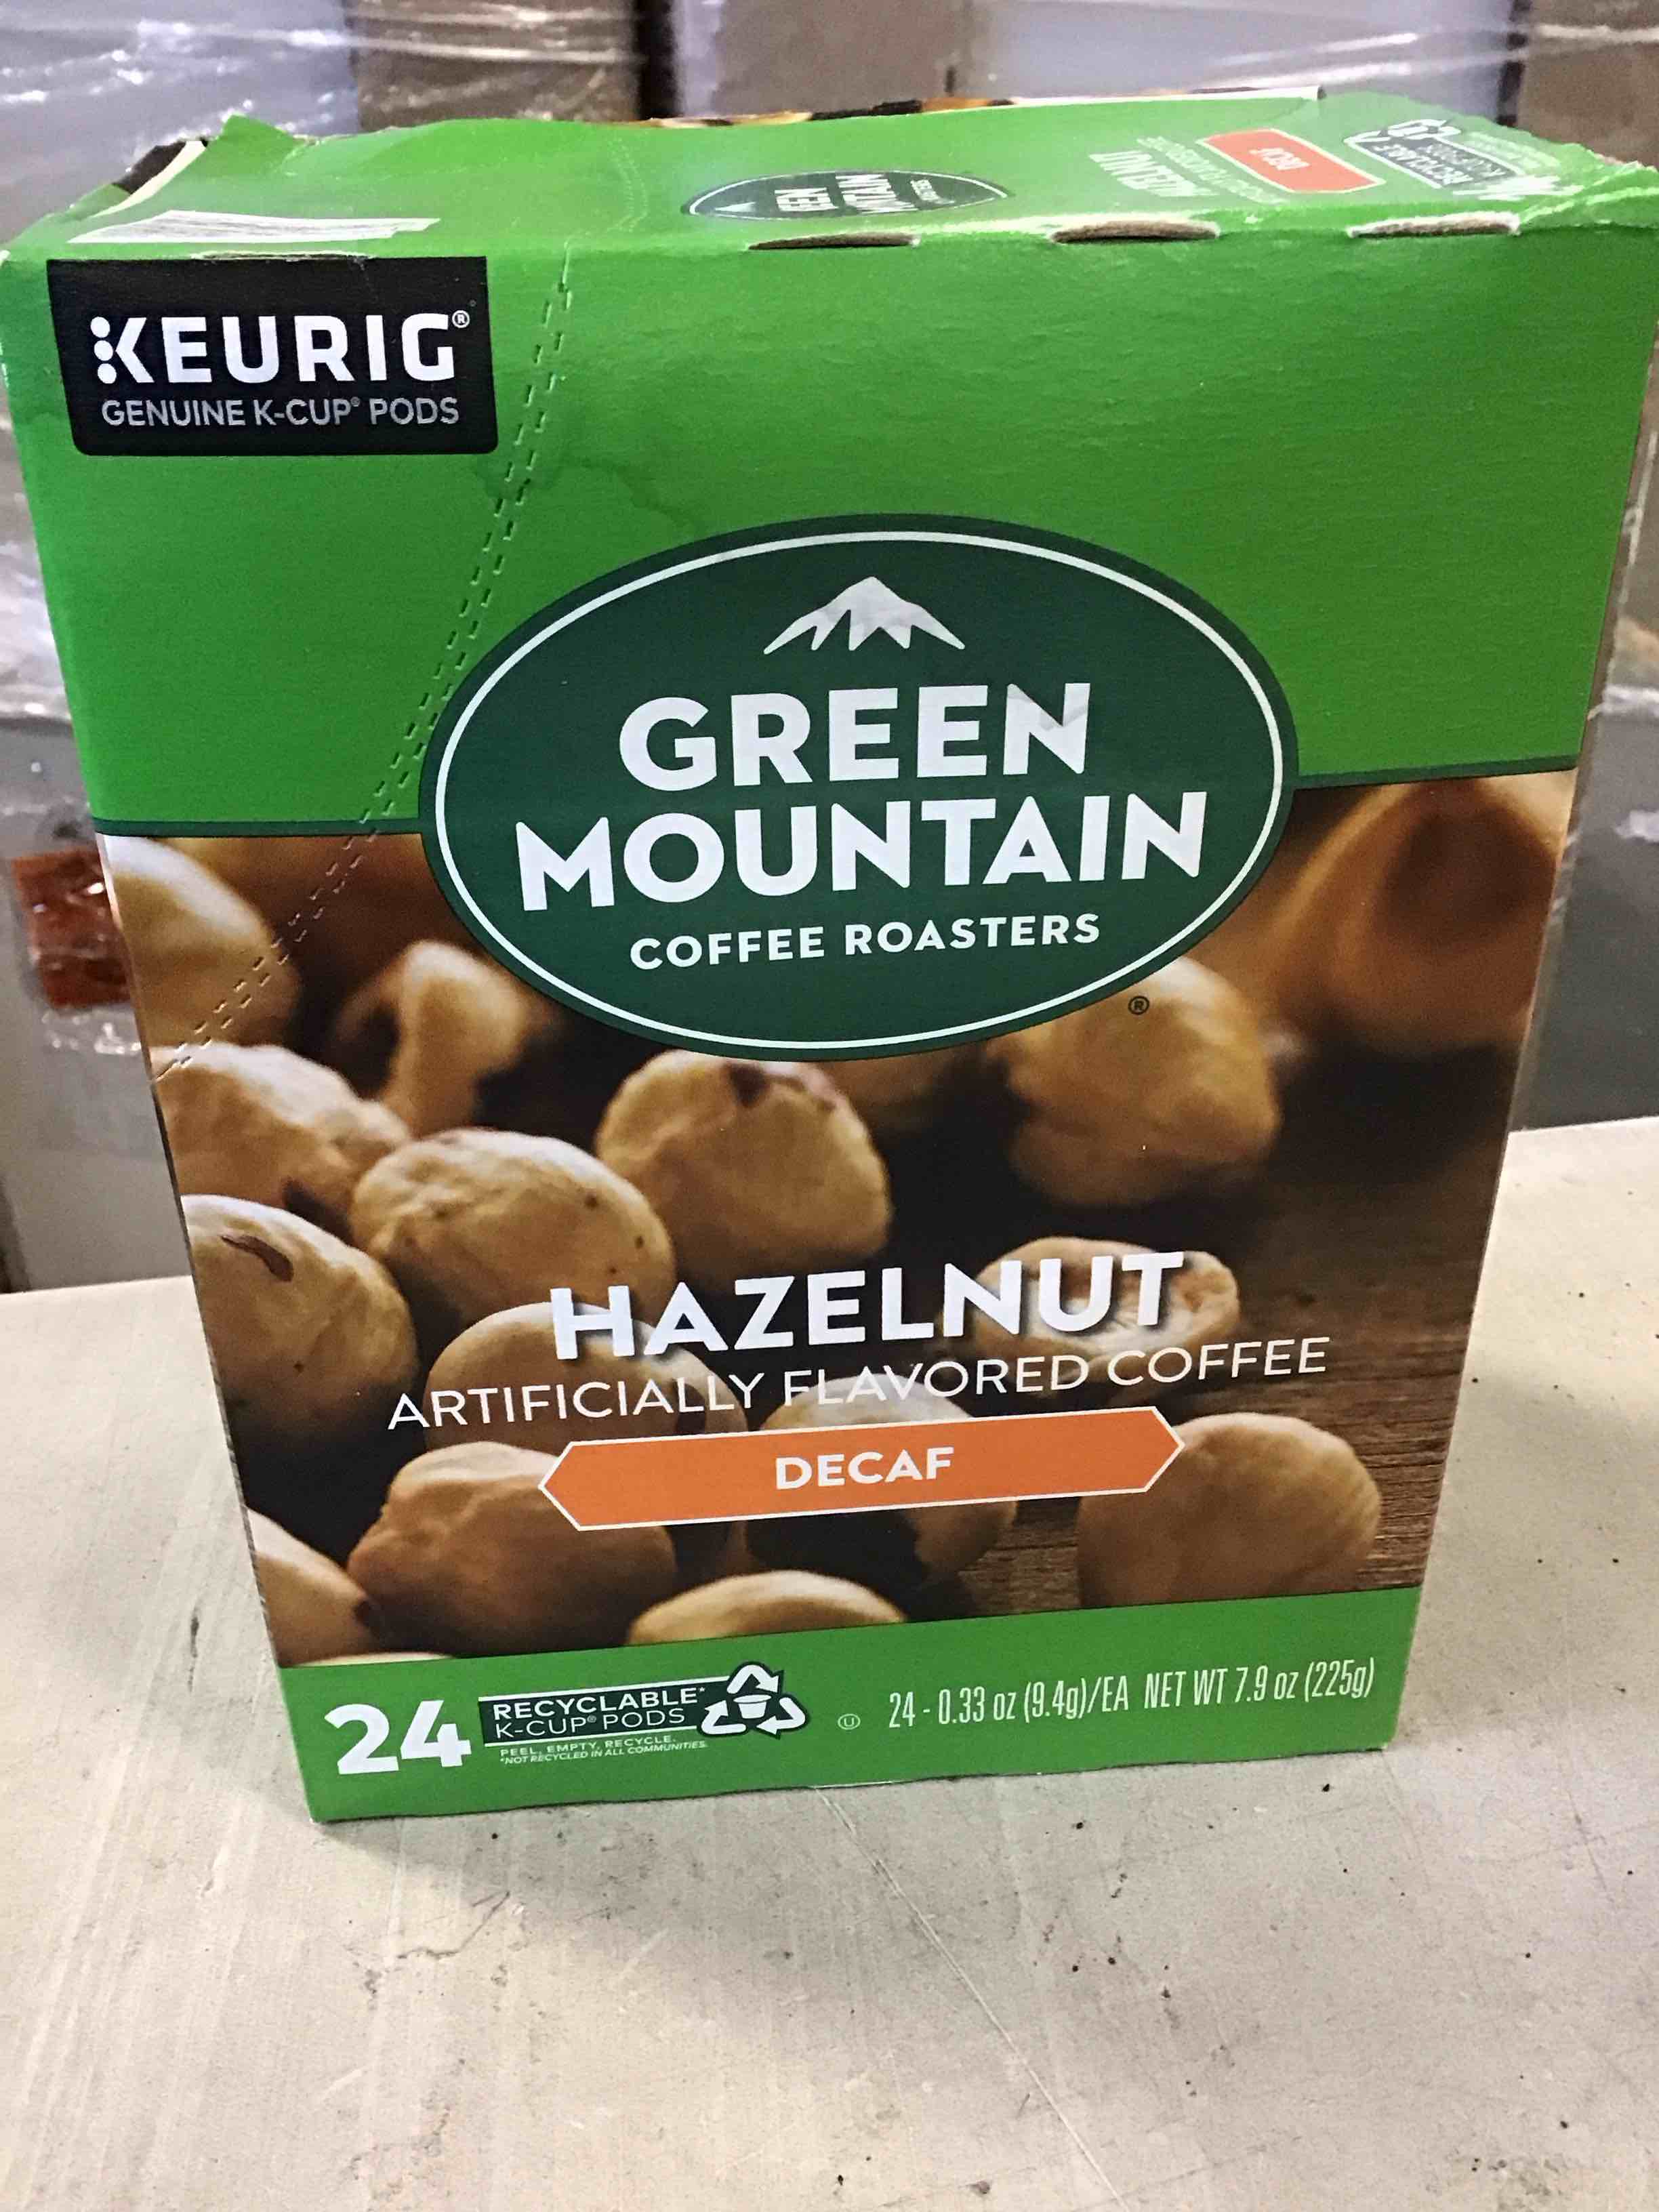 DECAF
KEURIG®
GENUINE K-CUP® PODS
GREEN
MOUNTAIN
COFFEE ROASTERS
®
HAZELNUT
ARTIFICIALLY FLAVORED COFFEE
DECAF
24 RECYCLABLE*
K-CUP® PODS
PEEL. EMPTY. RECYCLE.
*NOT RECYCLED IN ALL COMMUNITIES.
U 24 - 0.33 oz (9.4g)/EA NET WT 7.9 oz (225g)